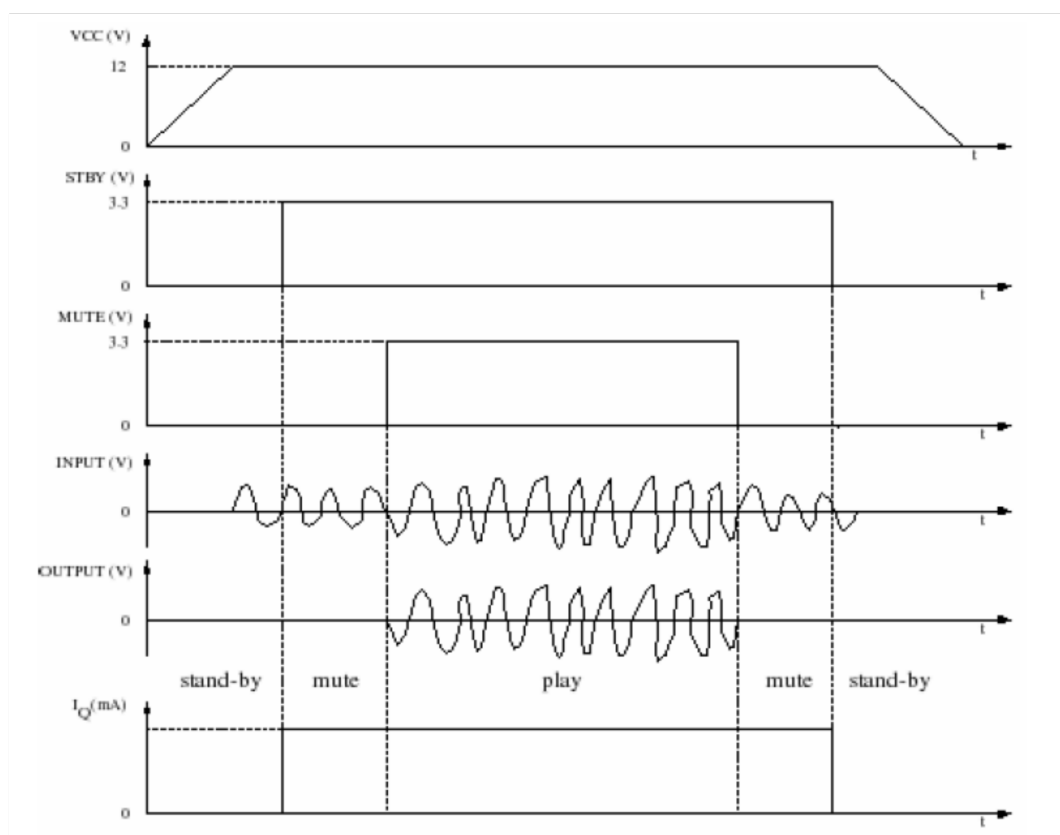 VCC (V)
12
0
t
STBY (V)
3.3
0
t
MUTE (V)
3.3
0
t
INPUT (V)
0
t
OUTPUT (V)
0
t
stand-by mute play mute stand-by
IQ(mA)
0
t